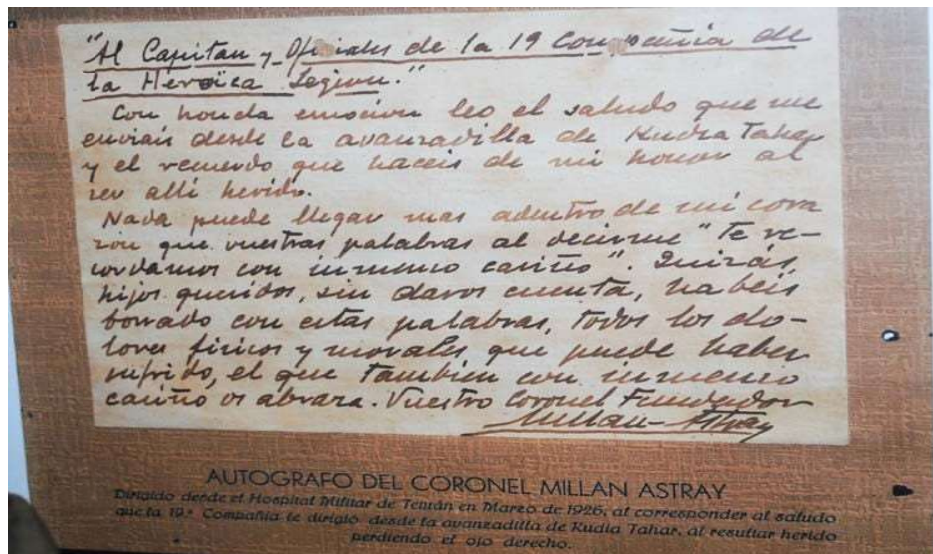 "Al Capitan y Oficiales de la 19 Compañia de
la Heroica Legion."
Con honda emocion leo el saludo que me
enviais desde la avanzadilla de Kudia Tahar
y el recuerdo que haceis de mi honor al
ser alli herido.
Nada puede llegar mas adentro de mi cora
zon que vuestras palabras al decirme "Te re-
cordamos con inmenso cariño". Quizás,
hijos queridos, sin daros cuenta, habéis
borrado con estas palabras, todos los do-
lores fisicos y morales, que puede haber
sufrido, el que tambien con inmenso
cariño os abraza. Vuestro Coronel Fundador
Millan-Astray
AUTOGRAFO DEL CORONEL MILLAN ASTRAY
Dirigido desde el Hospital Militar de Tetuán en Marzo de 1926, al corresponder al saludo
que la 19.ª Compañia le dirigió desde la avanzadilla de Kudia Tahar, al resultar herido
perdiendo el ojo derecho.